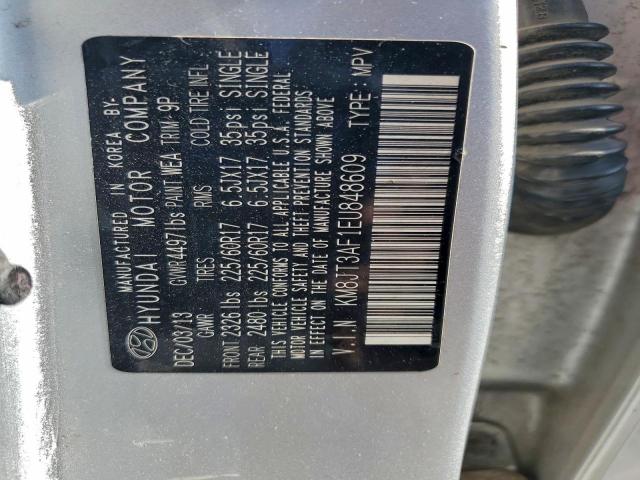 MANUFACTURED IN KOREA BY:
HYUNDAI MOTOR COMPANY
DEC/03/13 GVWR 4497lbs PAINT WEA TRIM 9P
GAWR TIRES RIMS COLD TIRE INFL
FRONT 2326 lbs 225/60R17 6.5JX17 35psi SINGLE
REAR 2480 lbs 225/60R17 6.5JX17 35psi SINGLE
THIS VEHICLE CONFORMS TO ALL APPLICABLE U.S.A. FEDERAL
MOTOR VEHICLE SAFETY AND THEFT PREVENTION STANDARDS
IN EFFECT ON THE DATE OF MANUFACTURE SHOWN ABOVE
V.I.N KM8JT3AF1EU848609 TYPE: MPV